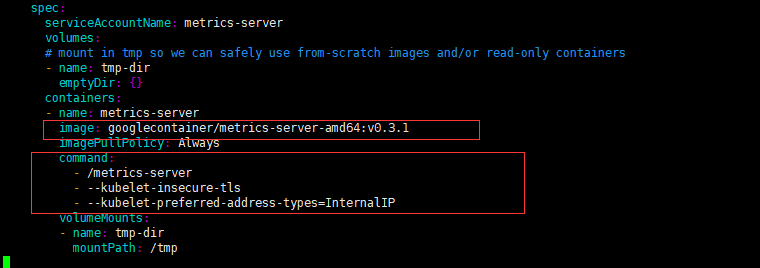 spec:
serviceAccountName: metrics-server
volumes:
# mount in tmp so we can safely use from-scratch images and/or read-only containers
- name: tmp-dir
emptyDir: {}
containers:
- name: metrics-server
image: googlecontainer/metrics-server-amd64:v0.3.1
imagePullPolicy: Always
command:
- /metrics-server
- --kubelet-insecure-tls
- --kubelet-preferred-address-types=InternalIP
volumeMounts:
- name: tmp-dir
mountPath: /tmp